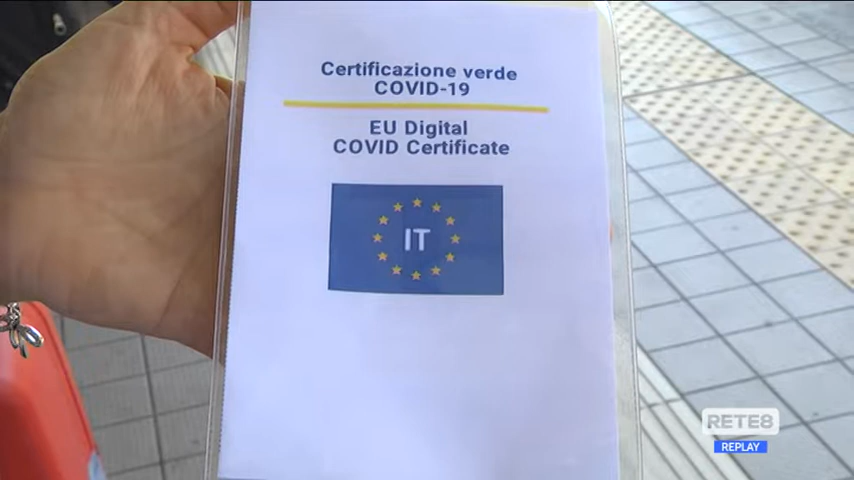 Certificazione verde
COVID-19
EU Digital
COVID Certificate
IT
RETE8
REPLAY